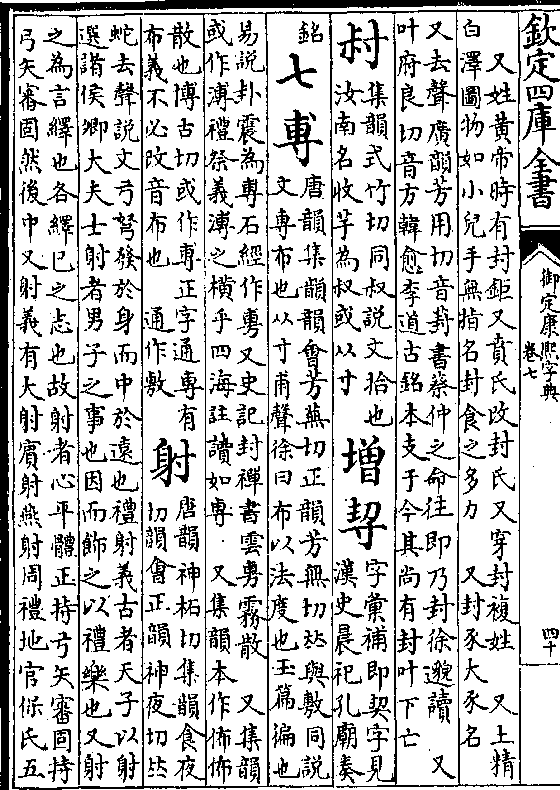 欽定四庫全書
御定康熙字典
卷七
四十
又姓黃帝時有封鉅又賁氏改封氏又穿封複姓　又土精
白澤圖物如小兒手無指名封食之多力　又封豕大豕名
又去聲廣韻芳用切音葑書蔡仲之命往即乃封徐邈讀　又
叶府良切音方韓愈李道古銘本支于今其尚有封叶下亡
集韻式竹切同叔說文拾也
汝南名收芋為叔或从寸
增
字彙補即契字見
漢史晨祀孔廟奏
銘
七
尃
唐韻集韻韻會芳蕪切正韻芳無切𠀤與敷同說
文尃布也从寸甫聲徐曰布以法度也玉篇徧也
易說卦震為尃石經作旉又史記封禪書雲旉霧散　又集韻
或作溥禮祭義溥之橫乎四海註讀如尃　又集韻本作佈佈
散也博古切或作尃正字通尃有
布義不必改音布也　通作敷
射
唐韻神柘切集韻食夜
切韻會正韻神夜切𠀤
蛇去聲說文弓弩發於身而中於遠也禮射義古者天子以射
選諸侯卿大夫士射者男子之事也因而飾之以禮樂也又射
之為言繹也各繹已之志也故射者心平體正持弓矢審固持
弓矢審固然後中又射義有大射賓射燕射周禮地官保氏五